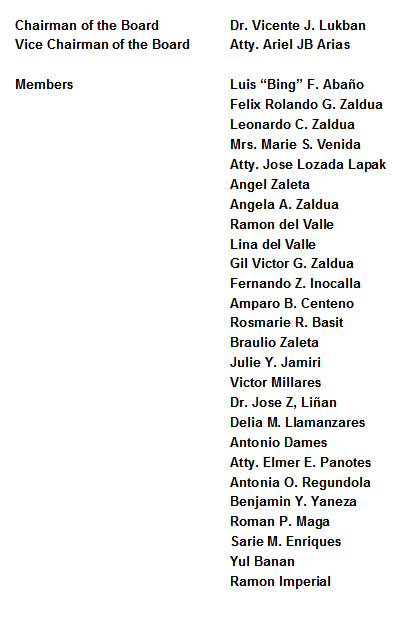 Chairman of the Board Dr. Vicente J. Lukban
Vice Chairman of the Board Atty. Ariel JB Arias
Members Luis “Bing” F. Abaño
Felix Rolando G. Zaldua
Leonardo C. Zaldua
Mrs. Marie S. Venida
Atty. Jose Lozada Lapak
Angel Zaleta
Angela A. Zaldua
Ramon del Valle
Lina del Valle
Gil Victor G. Zaldua
Fernando Z. Inocalla
Amparo B. Centeno
Rosmarie R. Basit
Braulio Zaleta
Julie Y. Jamiri
Victor Millares
Dr. Jose Z, Liñan
Delia M. Llamanzares
Antonio Dames
Atty. Elmer E. Panotes
Antonia O. Regundola
Benjamin Y. Yaneza
Roman P. Maga
Sarie M. Enriques
Yul Banan
Ramon Imperial